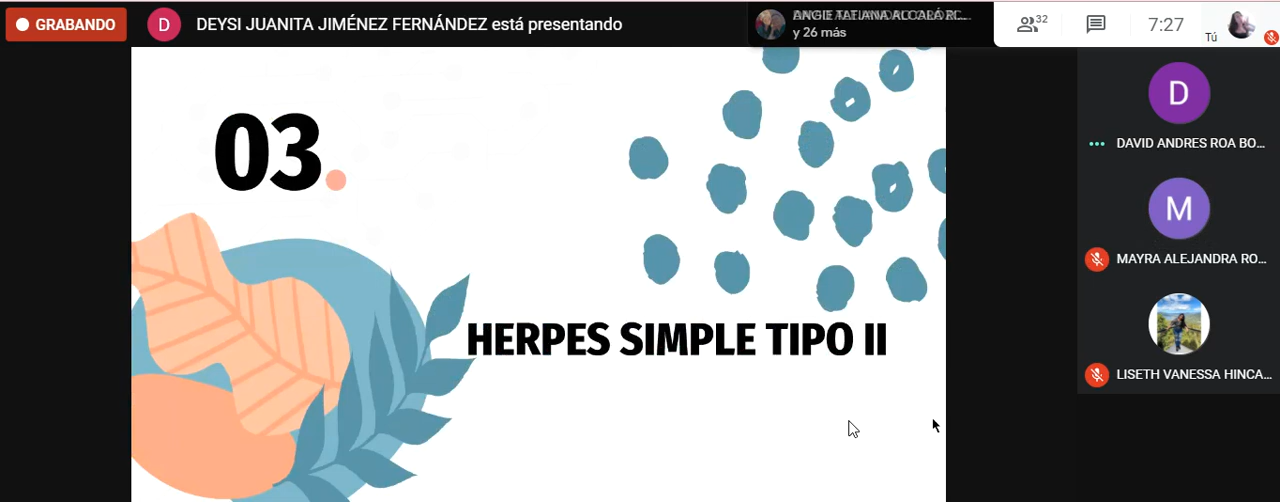 GRABANDO
D
DEYSI JUANITA JIMÉNEZ FERNÁNDEZ está presentando
y 26 más
32
7:27
Tú
03.
HERPES SIMPLE TIPO II
D
DAVID ANDRES ROA BO...
M
MAYRA ALEJANDRA RO...
LISETH VANESSA HINCA...